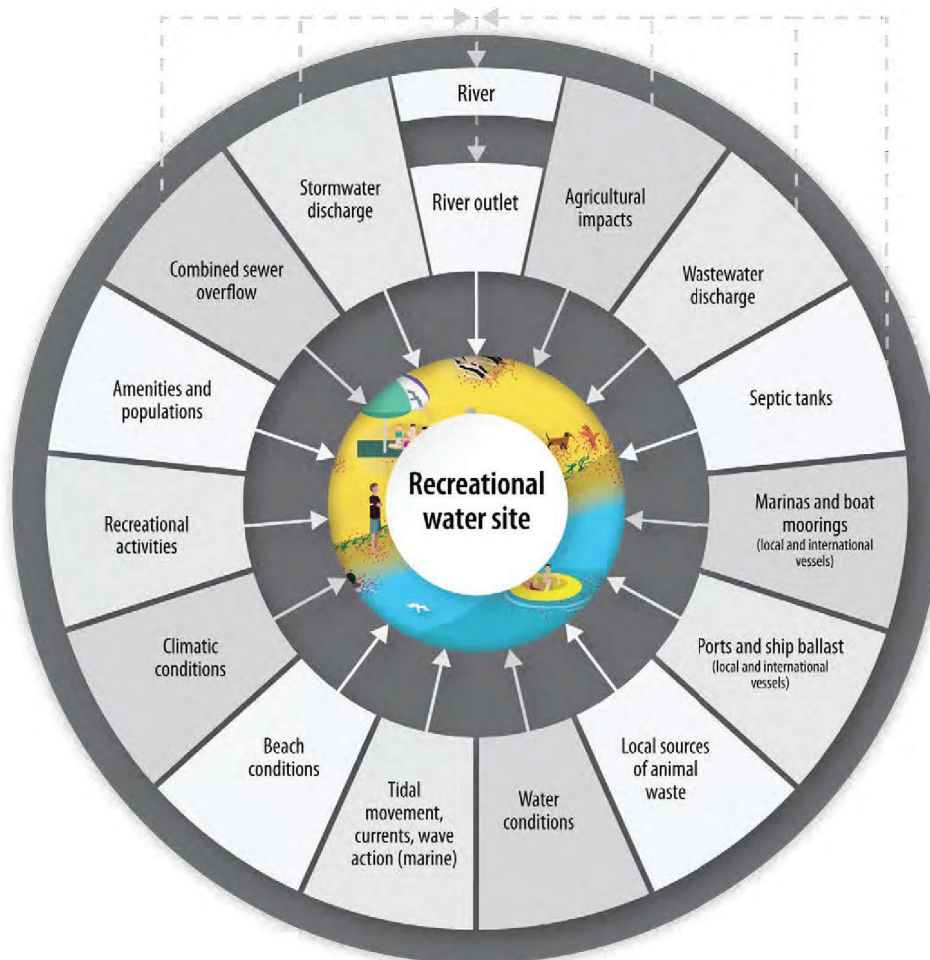 River
River outlet
Agricultural
impacts
Wastewater
discharge
Septic tanks
Marinas and boat
moorings
(local and international
vessels)
Ports and ship ballast
(local and international
vessels)
Local sources
of animal
waste
Water
conditions
Tidal
movement,
currents, wave
action (marine)
Beach
conditions
Climatic
conditions
Recreational
activities
Amenities and
populations
Combined sewer
overflow
Stormwater
discharge
Recreational
water site